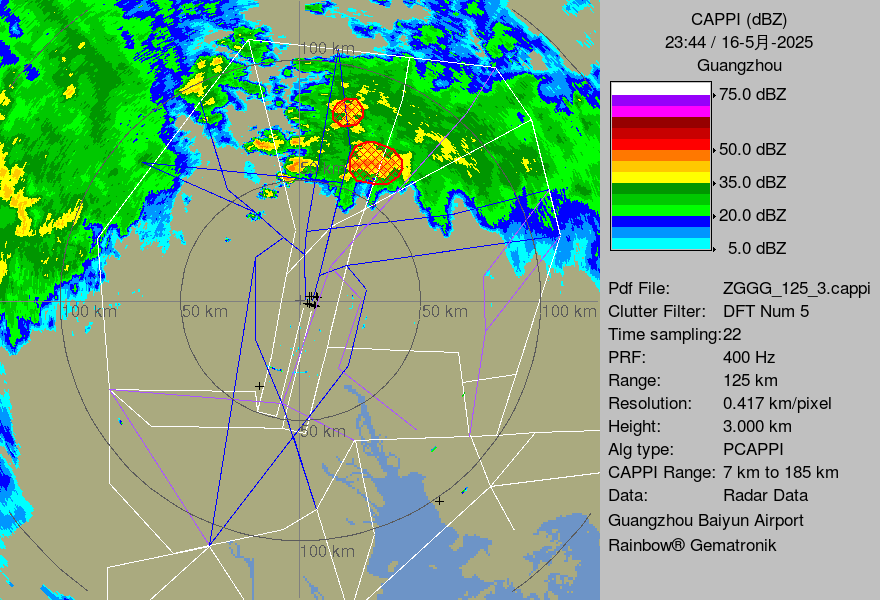 CAPPI (dBZ)
23:44 / 16-5月-2025
Guangzhou
75.0 dBZ
50.0 dBZ
35.0 dBZ
20.0 dBZ
5.0 dBZ
Pdf File: ZGGG_125_3.cappi
Clutter Filter: DFT Num 5
Time sampling:22
PRF: 400 Hz
Range: 125 km
Resolution: 0.417 km/pixel
Height: 3.000 km
Alg type: PCAPPI
CAPPI Range: 7 km to 185 km
Data: Radar Data
Guangzhou Baiyun Airport
Rainbow® Gematronik
100 km
100 km
50 km
50 km
100 km
50 km
100 km